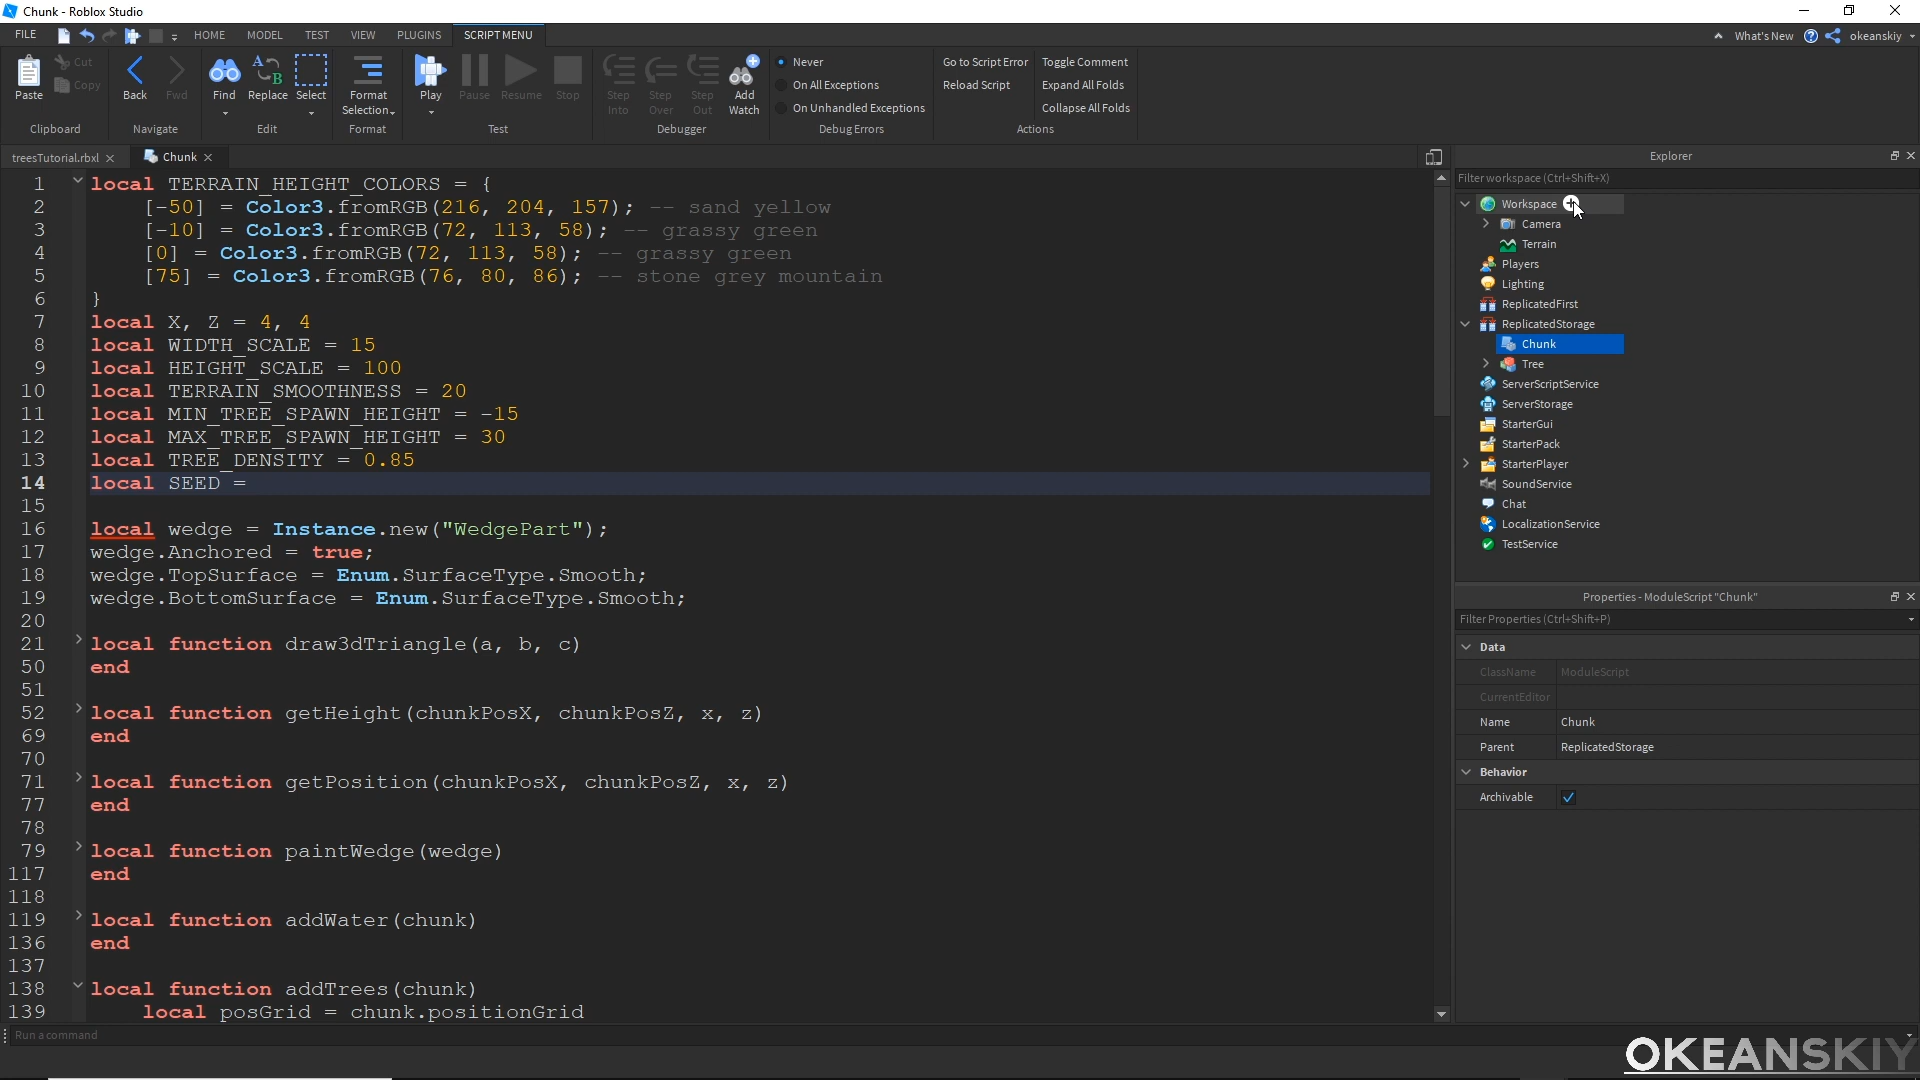 Chunk - Roblox Studio
FILE HOME MODEL TEST VIEW PLUGINS SCRIPT MENU What's New okeanskiy
Paste Cut Copy Back Fwd Find Replace Select Format Selection Play Pause Resume Stop Step Into Step Over Step Out Add Watch
Never
On All Exceptions
On Unhandled Exceptions
Go to Script Error Toggle Comment
Reload Script Expand All Folds
Collapse All Folds
Clipboard Navigate Edit Format Test Debugger Debug Errors Actions
treesTutorial.rbxl Chunk
1 local TERRAIN_HEIGHT_COLORS = {
2 [-50] = Color3.fromRGB(216, 204, 157); -- sand yellow
3 [-10] = Color3.fromRGB(72, 113, 58); -- grassy green
4 [0] = Color3.fromRGB(72, 113, 58); -- grassy green
5 [75] = Color3.fromRGB(76, 80, 86); -- stone grey mountain
6 }
7 local X, Z = 4, 4
8 local WIDTH_SCALE = 15
9 local HEIGHT_SCALE = 100
10 local TERRAIN_SMOOTHNESS = 20
11 local MIN_TREE_SPAWN_HEIGHT = -15
12 local MAX_TREE_SPAWN_HEIGHT = 30
13 local TREE_DENSITY = 0.85
14 local SEED =
15
16 local wedge = Instance.new("WedgePart");
17 wedge.Anchored = true;
18 wedge.TopSurface = Enum.SurfaceType.Smooth;
19 wedge.BottomSurface = Enum.SurfaceType.Smooth;
20
21 local function draw3dTriangle(a, b, c)
50 end
51
52 local function getHeight(chunkPosX, chunkPosZ, x, z)
69 end
70
71 local function getPosition(chunkPosX, chunkPosZ, x, z)
77 end
78
79 local function paintWedge(wedge)
117 end
118
119 local function addWater(chunk)
136 end
137
138 local function addTrees(chunk)
139 local posGrid = chunk.positionGrid
Run a command
Explorer
Filter workspace (Ctrl+Shift+X)
Workspace
Camera
Terrain
Players
Lighting
ReplicatedFirst
ReplicatedStorage
Chunk
Tree
ServerScriptService
ServerStorage
StarterGui
StarterPack
StarterPlayer
SoundService
Chat
LocalizationService
TestService
Properties - ModuleScript "Chunk"
Filter Properties (Ctrl+Shift+P)
Data
ClassName ModuleScript
CurrentEditor
Name Chunk
Parent ReplicatedStorage
Behavior
Archivable
OKEANSKIY